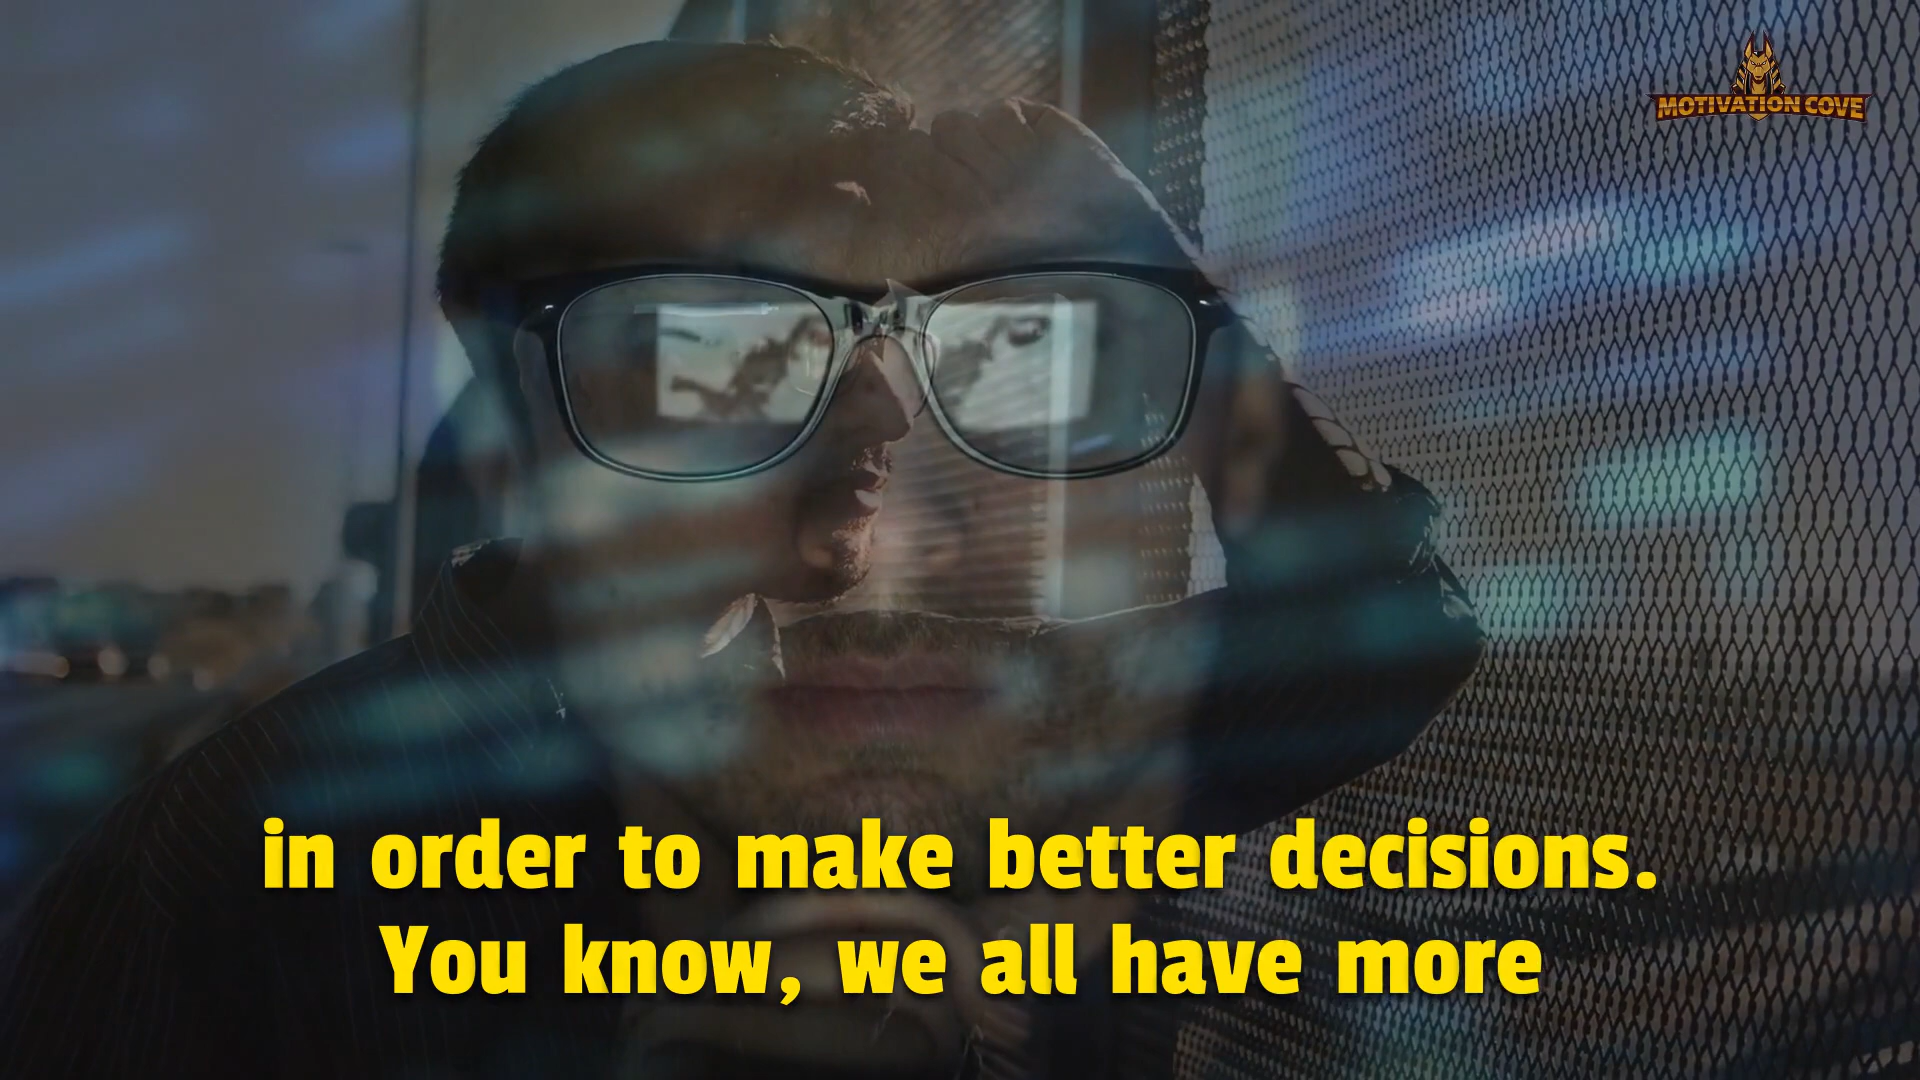 MOTIVATION COVE
in order to make better decisions.
You know, we all have more